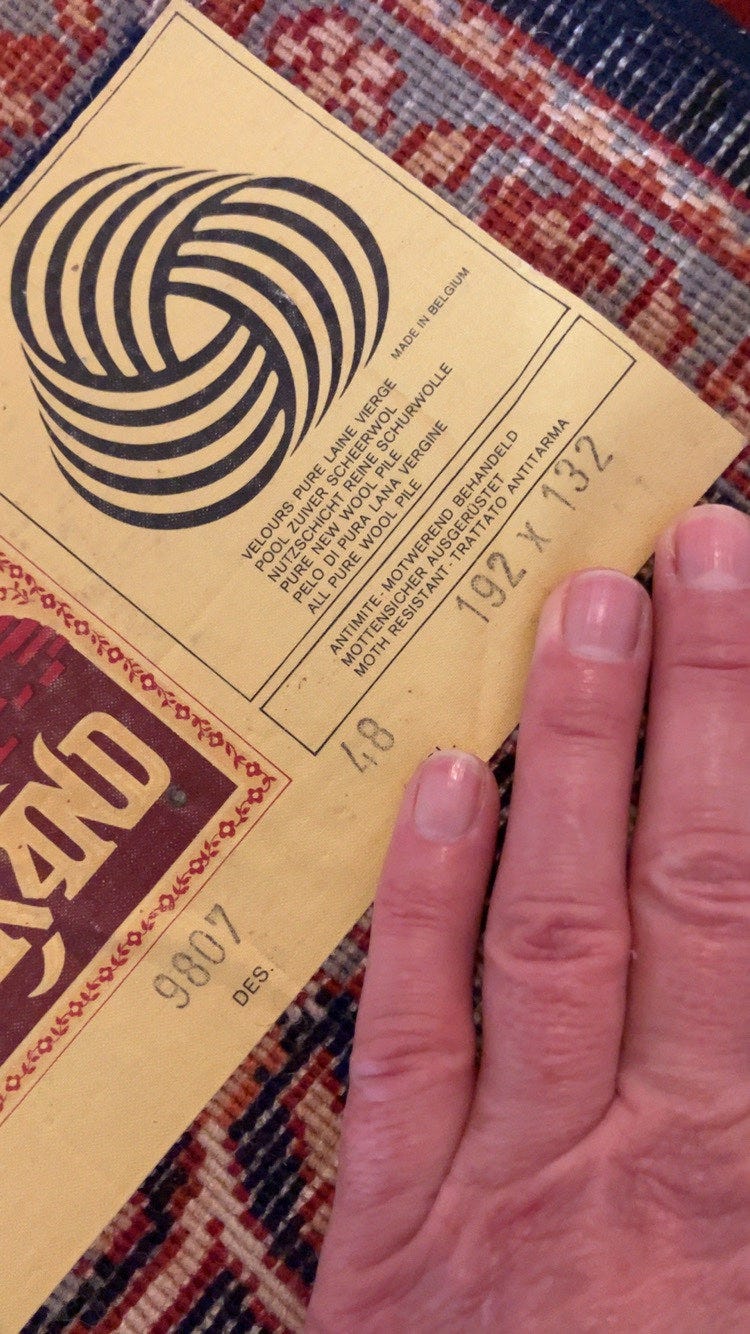 MADE IN BELGIUM
VELOURS PURE LAINE VIERGE
POOL ZUIVER SCHEERWOL
NUTZSCHICHT REINE SCHURWOLLE
PURE NEW WOOL PILE
PELO DI PURA LANA VERGINE
ALL PURE WOOL PILE
ANTIMITE - MOTWEREND BEHANDELD
MOTTENSICHER AUSGERÜSTET
MOTH RESISTANT - TRATTATO ANTITARMA
192 X 132
48
9807
DES.